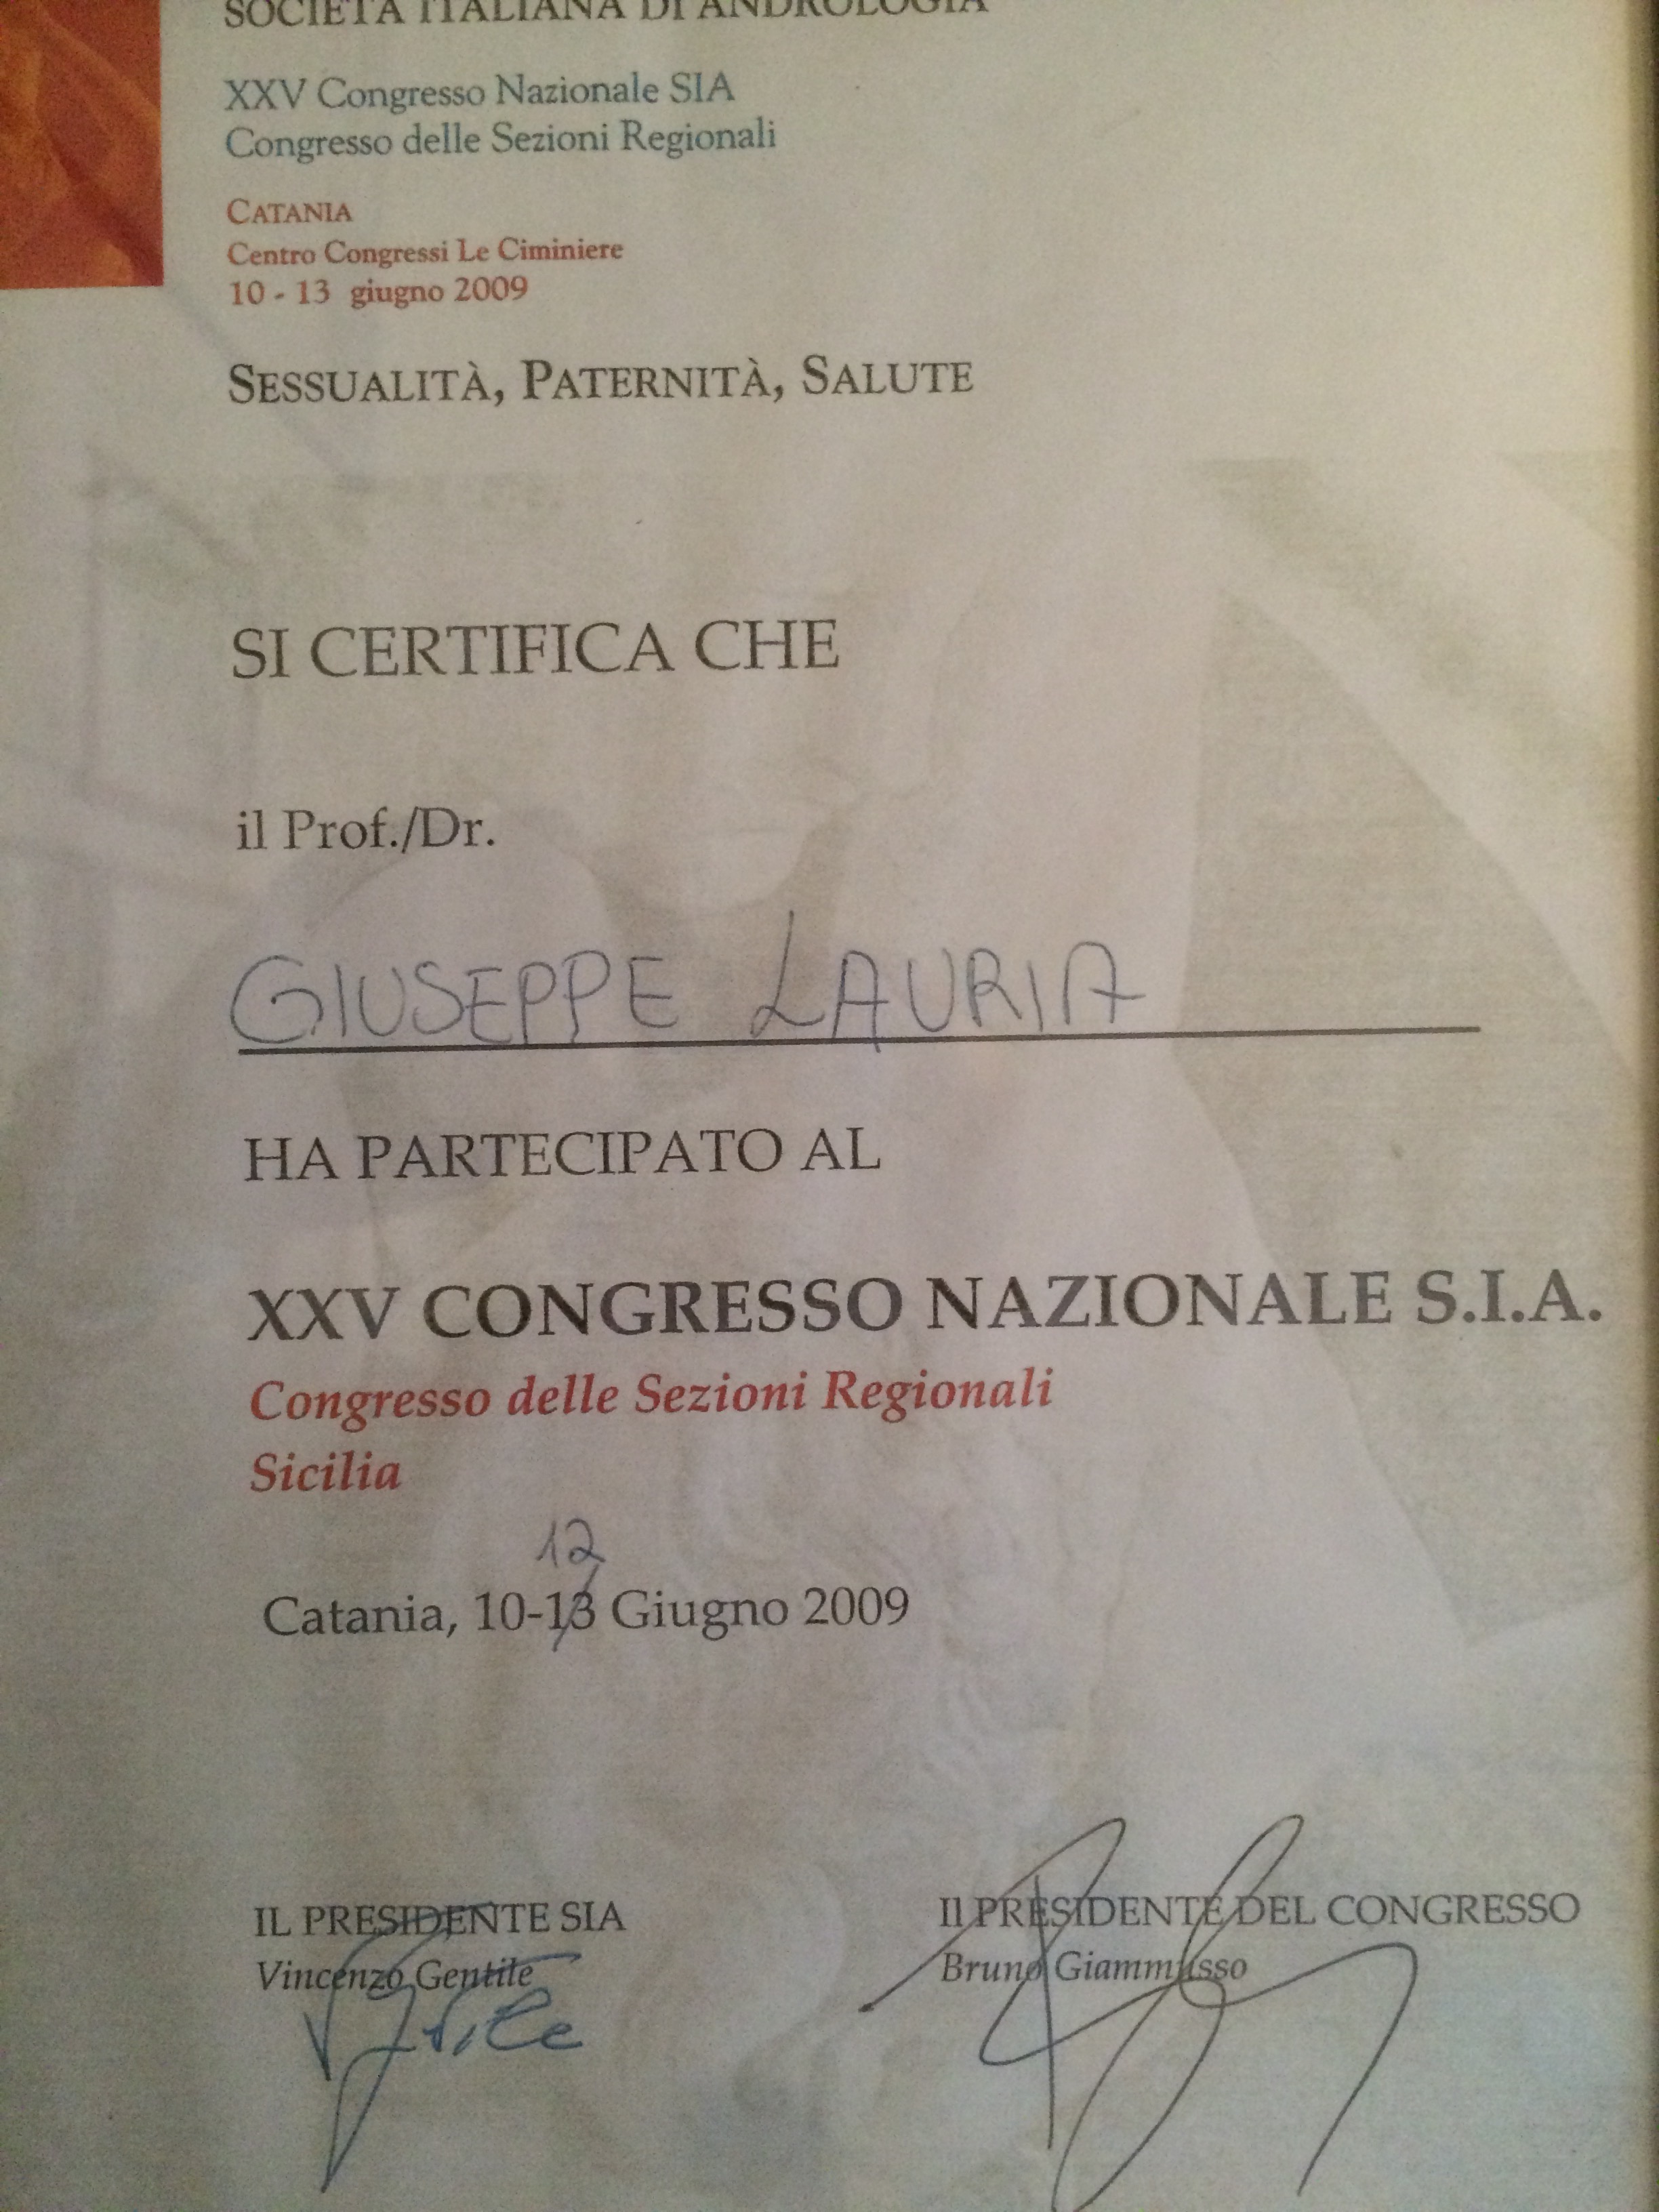 SOCIETÀ ITALIANA DI ANDROLOGIA
XXV Congresso Nazionale SIA
Congresso delle Sezioni Regionali
CATANIA
Centro Congressi Le Ciminiere
10 - 13 giugno 2009
SESSUALITÀ, PATERNITÀ, SALUTE
SI CERTIFICA CHE
il Prof./Dr.
GIUSEPPE LAURIA
HA PARTECIPATO AL
XXV CONGRESSO NAZIONALE S.I.A.
Congresso delle Sezioni Regionali
Sicilia
12
Catania, 10-13 Giugno 2009
IL PRESIDENTE SIA
Vincenzo Gentile
Il PRESIDENTE DEL CONGRESSO
Bruno Giammusso